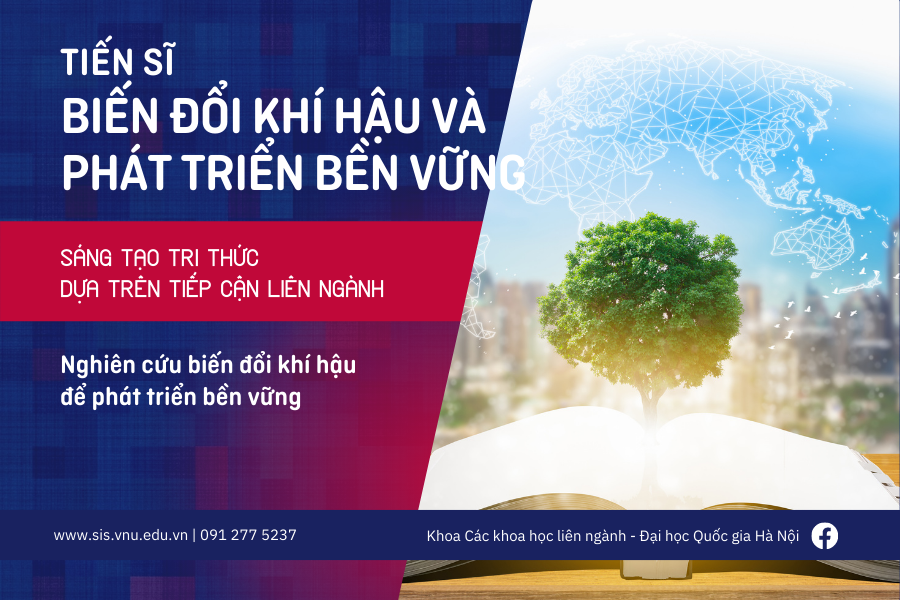 TIẾN SĨ
BIẾN ĐỔI KHÍ HẬU VÀ
PHÁT TRIỂN BỀN VỮNG
SÁNG TẠO TRI THỨC
DỰA TRÊN TIẾP CẬN LIÊN NGÀNH
Nghiên cứu biến đổi khí hậu
để phát triển bền vững
www.sis.vnu.edu.vn | 091 277 5237
Khoa Các khoa học liên ngành - Đại học Quốc gia Hà Nội